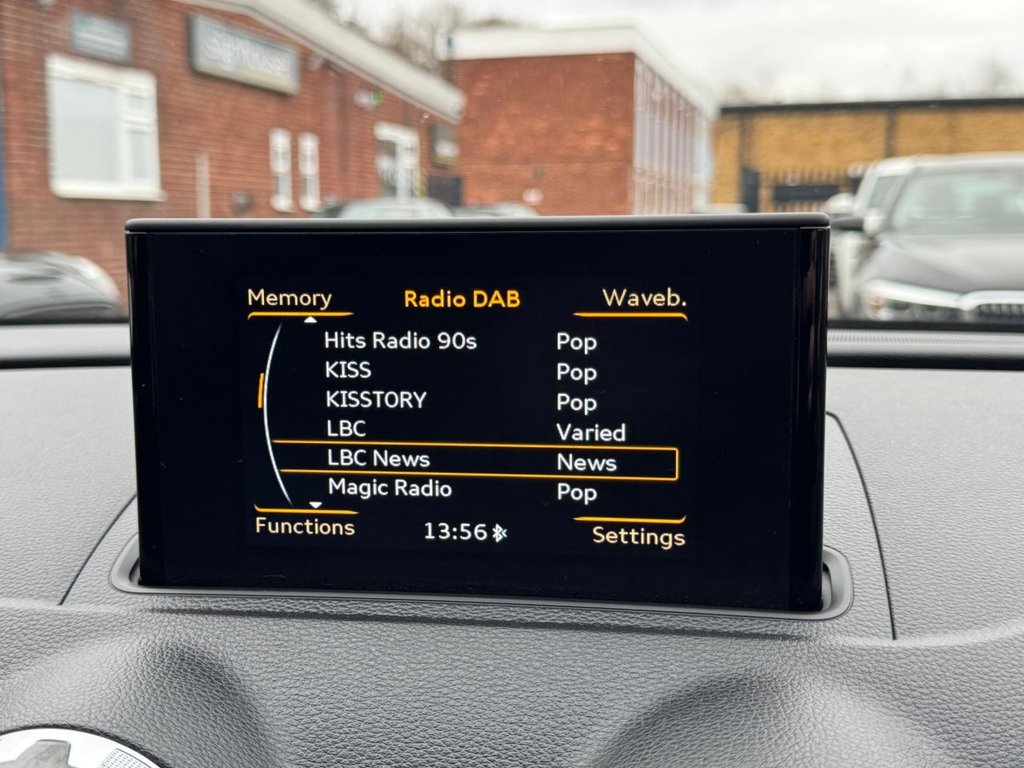 Memory Radio DAB Waveb.
Hits Radio 90s Pop
KISS Pop
KISSTORY Pop
LBC Varied
LBC News News
Magic Radio Pop
Functions 13:56 Settings